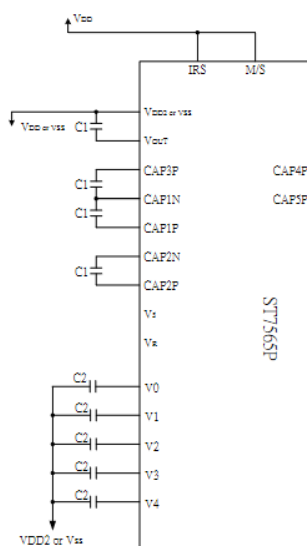 VDD
IRS
M/S
VDD2 or VSS
VDD or VSS
C1
VOUT
CAP3P
CAP4P
C1
CAP1N
CAP5P
C1
CAP1P
CAP2N
C1
CAP2P
ST7565P
VS
VR
C2
V0
C2
V1
C2
V2
C2
V3
C2
V4
VDD2 or VSS